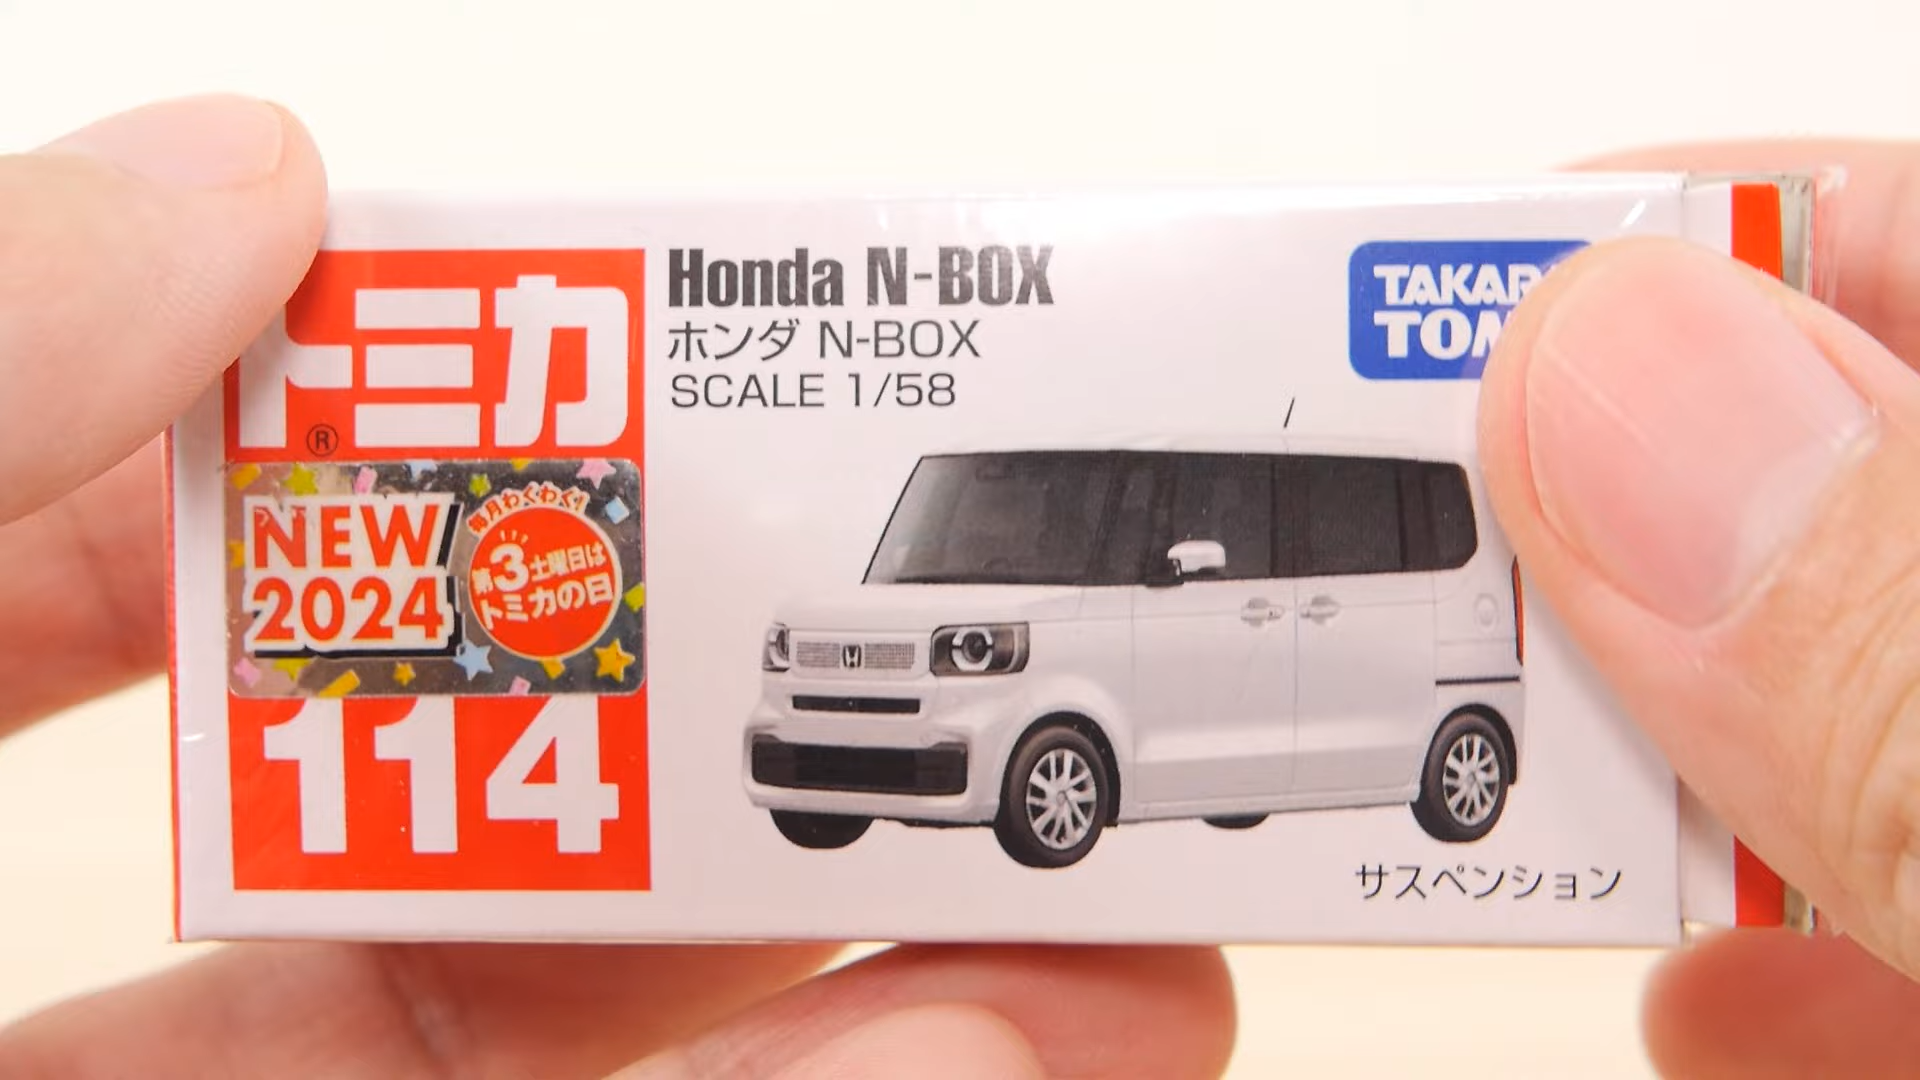 トミカ
®
NEW
2024
毎月わくわく!
第3土曜日は
トミカの日
114
Honda N-BOX
ホンダ N-BOX
SCALE 1/58
サスペンション